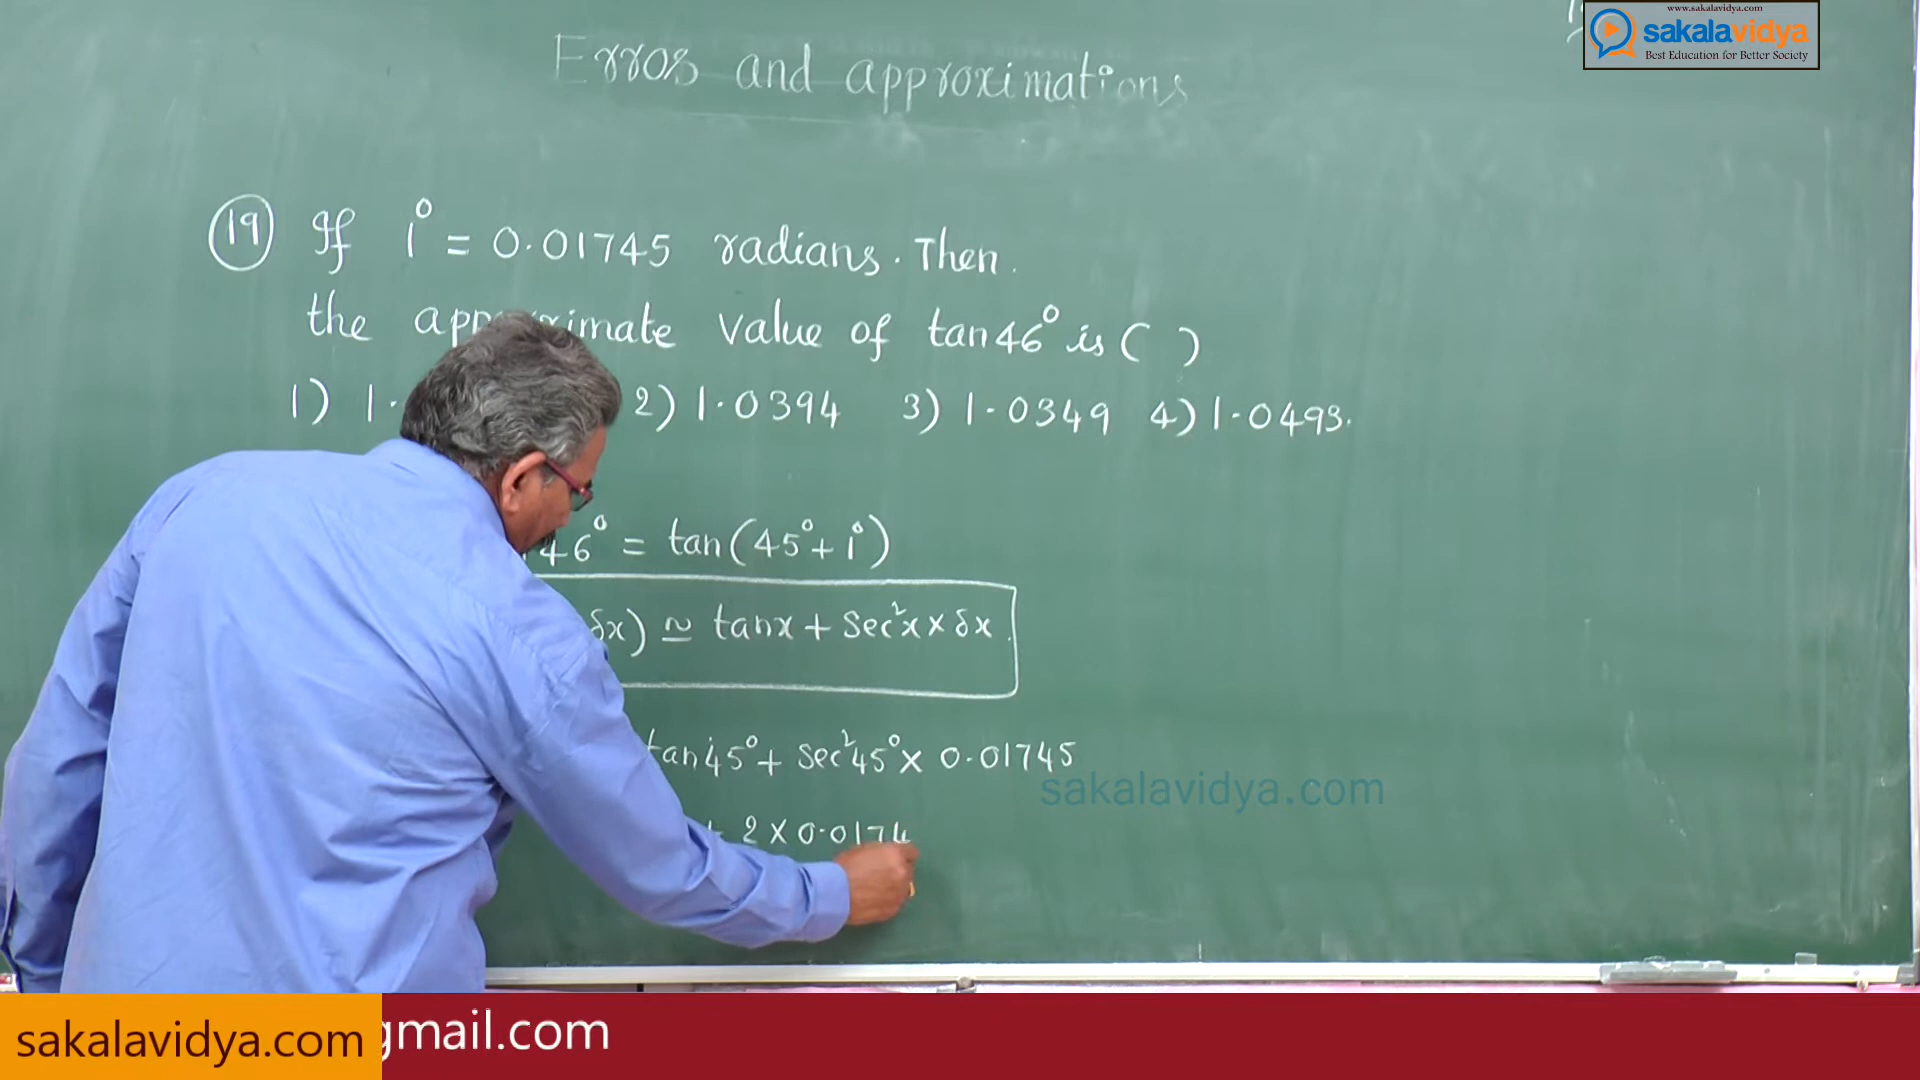 www.sakalavidya.com
sakalavidya
Best Education for Better Society
Errors and approximations
19 If 1° = 0.01745 radians. Then.
the approximate value of tan46° is ( )
1) 1. 2) 1.0394 3) 1.0349 4) 1.0493.
46° = tan(45°+1°)
δx) ≃ tanx + Sec²x × δx.
tan45° + Sec²45° × 0.01745
sakalavidya.com
+ 2 × 0.0174
gmail.com
sakalavidya.com